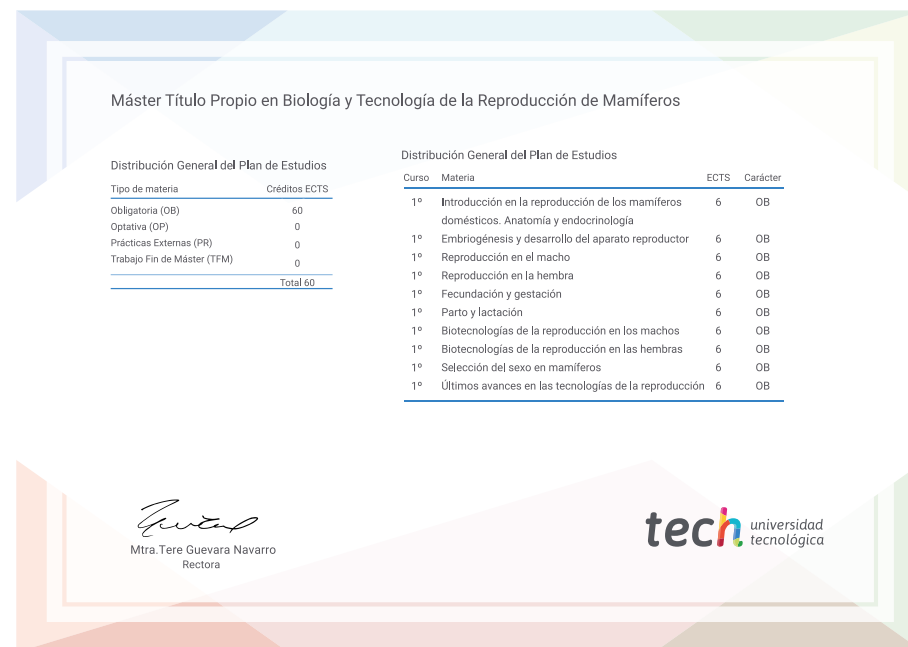 Máster Título Propio en Biología y Tecnología de la Reproducción de Mamíferos
Distribución General del Plan de Estudios
Tipo de materia Créditos ECTS
Obligatoria (OB) 60
Optativa (OP) 0
Prácticas Externas (PR) 0
Trabajo Fin de Máster (TFM) 0
Total 60
Distribución General del Plan de Estudios
Curso Materia ECTS Carácter
1º Introducción en la reproducción de los mamíferos 6 OB
domésticos. Anatomía y endocrinología
1º Embriogénesis y desarrollo del aparato reproductor 6 OB
1º Reproducción en el macho 6 OB
1º Reproducción en la hembra 6 OB
1º Fecundación y gestación 6 OB
1º Parto y lactación 6 OB
1º Biotecnologías de la reproducción en los machos 6 OB
1º Biotecnologías de la reproducción en las hembras 6 OB
1º Selección del sexo en mamíferos 6 OB
1º Últimos avances en las tecnologías de la reproducción 6 OB
Mtra.Tere Guevara Navarro
Rectora
tech universidad
tecnológica